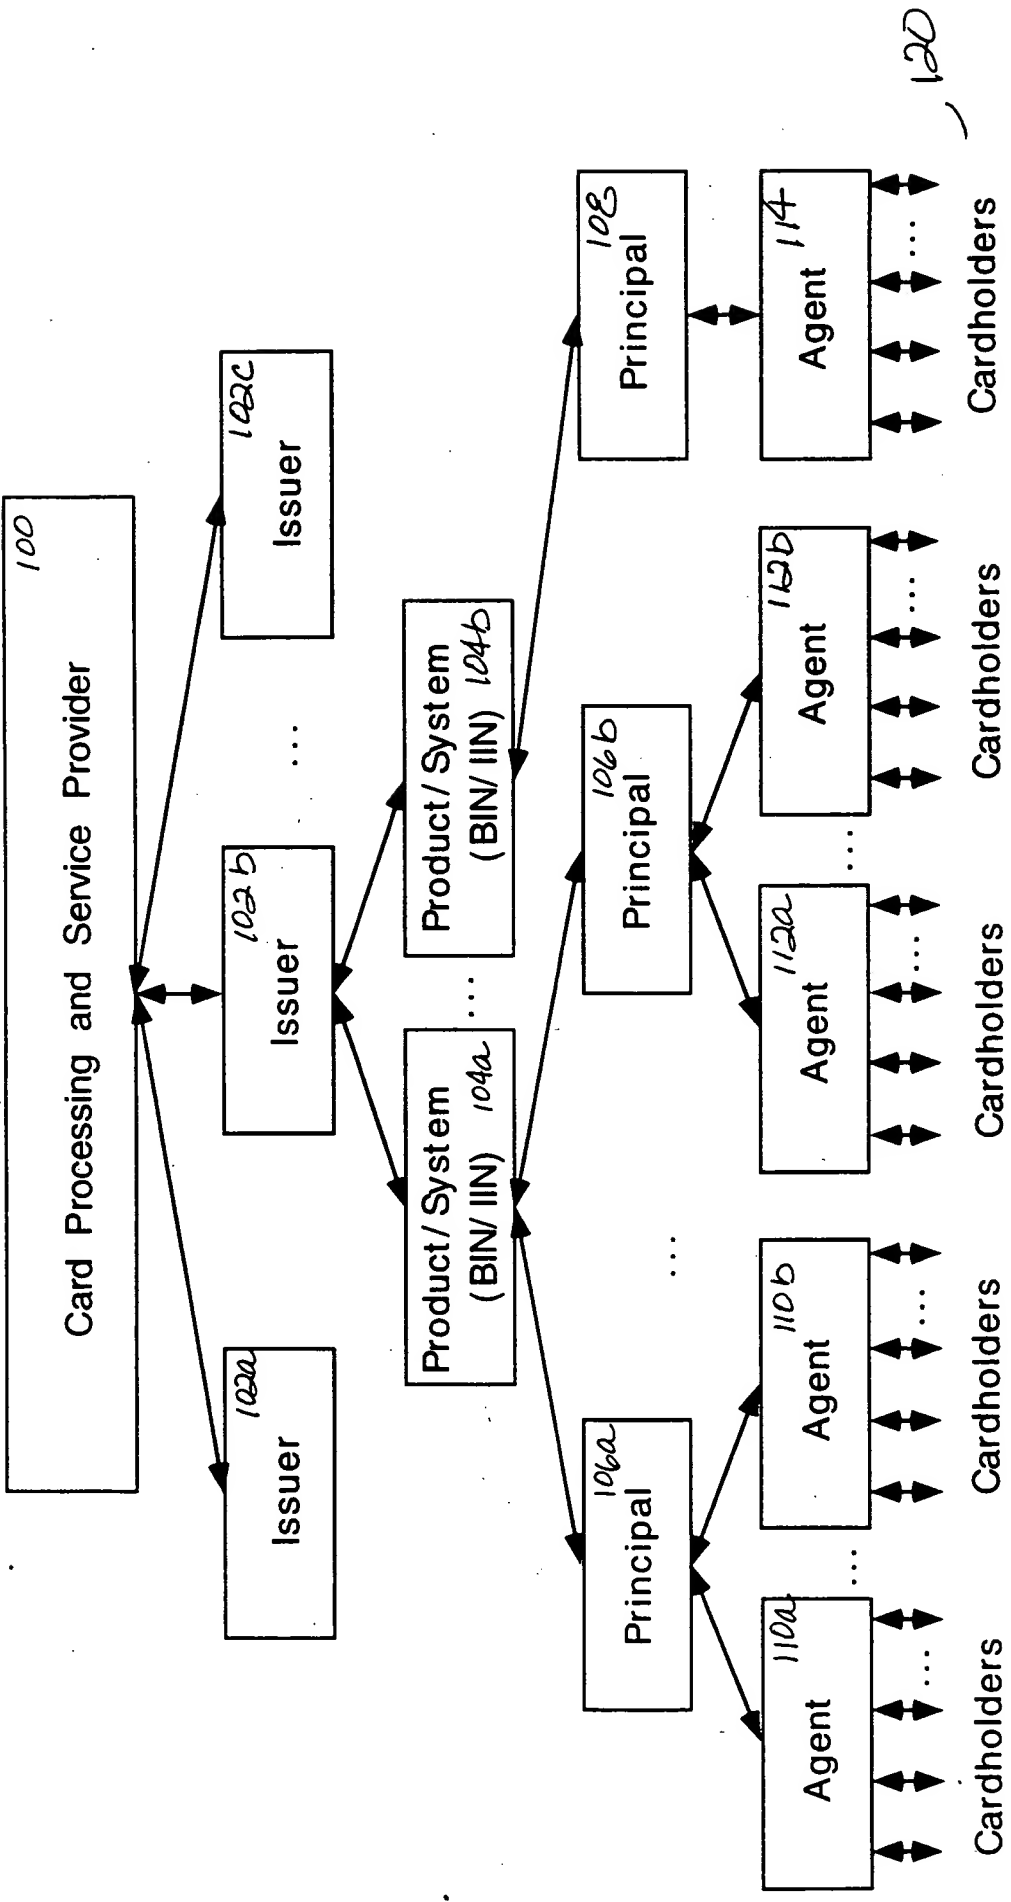 100
Card Processing and Service Provider
102a
Issuer
102b
Issuer
...
102c
Issuer
Product/System
(BIN/IIN) 104a
...
Product/System
(BIN/IIN) 104b
106a
Principal
...
106b
Principal
108
Principal
110a
Agent
...
110b
Agent
112a
Agent
...
112b
Agent
114
Agent
...
...
...
...
...
120
Cardholders
Cardholders
Cardholders
Cardholders
Cardholders